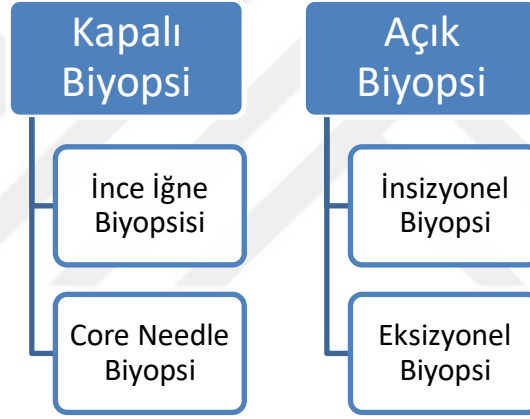 Kapalı
Biyopsi
İnce İğne
Biyopsisi
Core Needle
Biyopsi
Açık
Biyopsi
İnsizyonel
Biyopsi
Eksizyonel
Biyopsi